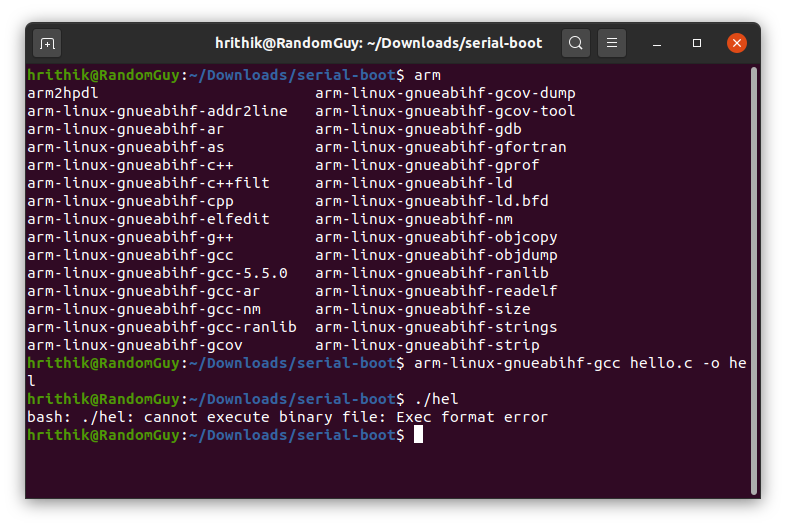 hrithik@RandomGuy: ~/Downloads/serial-boot
hrithik@RandomGuy:~/Downloads/serial-boot$ arm
arm2hpdl                        arm-linux-gnueabihf-gcov-dump
arm-linux-gnueabihf-addr2line   arm-linux-gnueabihf-gcov-tool
arm-linux-gnueabihf-ar          arm-linux-gnueabihf-gdb
arm-linux-gnueabihf-as          arm-linux-gnueabihf-gfortran
arm-linux-gnueabihf-c++         arm-linux-gnueabihf-gprof
arm-linux-gnueabihf-c++filt     arm-linux-gnueabihf-ld
arm-linux-gnueabihf-cpp         arm-linux-gnueabihf-ld.bfd
arm-linux-gnueabihf-elfedit     arm-linux-gnueabihf-nm
arm-linux-gnueabihf-g++         arm-linux-gnueabihf-objcopy
arm-linux-gnueabihf-gcc         arm-linux-gnueabihf-objdump
arm-linux-gnueabihf-gcc-5.5.0   arm-linux-gnueabihf-ranlib
arm-linux-gnueabihf-gcc-ar      arm-linux-gnueabihf-readelf
arm-linux-gnueabihf-gcc-nm      arm-linux-gnueabihf-size
arm-linux-gnueabihf-gcc-ranlib  arm-linux-gnueabihf-strings
arm-linux-gnueabihf-gcov        arm-linux-gnueabihf-strip
hrithik@RandomGuy:~/Downloads/serial-boot$ arm-linux-gnueabihf-gcc hello.c -o he
l
hrithik@RandomGuy:~/Downloads/serial-boot$ ./hel
bash: ./hel: cannot execute binary file: Exec format error
hrithik@RandomGuy:~/Downloads/serial-boot$